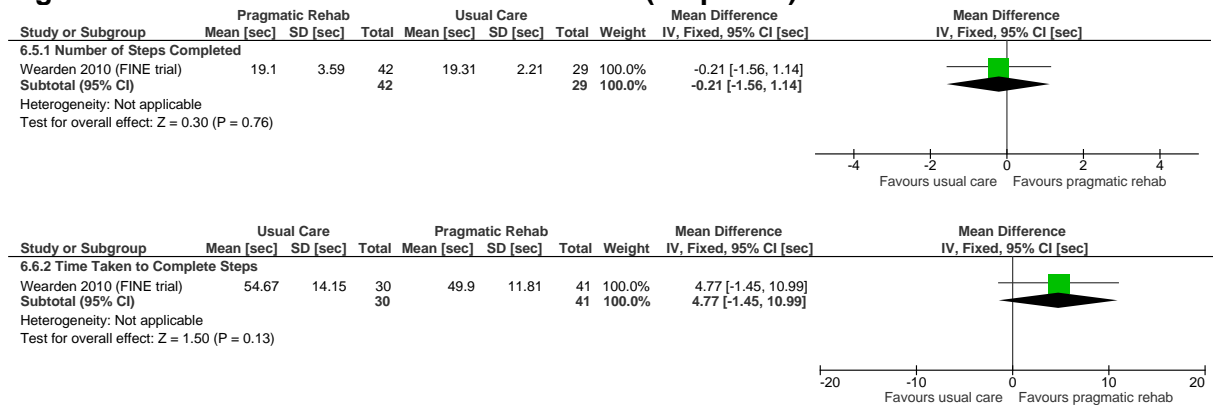 Pragmatic Rehab Usual Care Mean Difference Mean Difference
Study or Subgroup Mean [sec] SD [sec] Total Mean [sec] SD [sec] Total Weight IV, Fixed, 95% CI [sec] IV, Fixed, 95% CI [sec]
6.5.1 Number of Steps Completed
Wearden 2010 (FINE trial) 19.1 3.59 42 19.31 2.21 29 100.0% -0.21 [-1.56, 1.14]
Subtotal (95% CI) 42 29 100.0% -0.21 [-1.56, 1.14]
Heterogeneity: Not applicable
Test for overall effect: Z = 0.30 (P = 0.76)
-4 -2 0 2 4
Favours usual care Favours pragmatic rehab
Usual Care Pragmatic Rehab Mean Difference Mean Difference
Study or Subgroup Mean [sec] SD [sec] Total Mean [sec] SD [sec] Total Weight IV, Fixed, 95% CI [sec] IV, Fixed, 95% CI [sec]
6.6.2 Time Taken to Complete Steps
Wearden 2010 (FINE trial) 54.67 14.15 30 49.9 11.81 41 100.0% 4.77 [-1.45, 10.99]
Subtotal (95% CI) 30 41 100.0% 4.77 [-1.45, 10.99]
Heterogeneity: Not applicable
Test for overall effect: Z = 1.50 (P = 0.13)
-20 -10 0 10 20
Favours usual care Favours pragmatic rehab